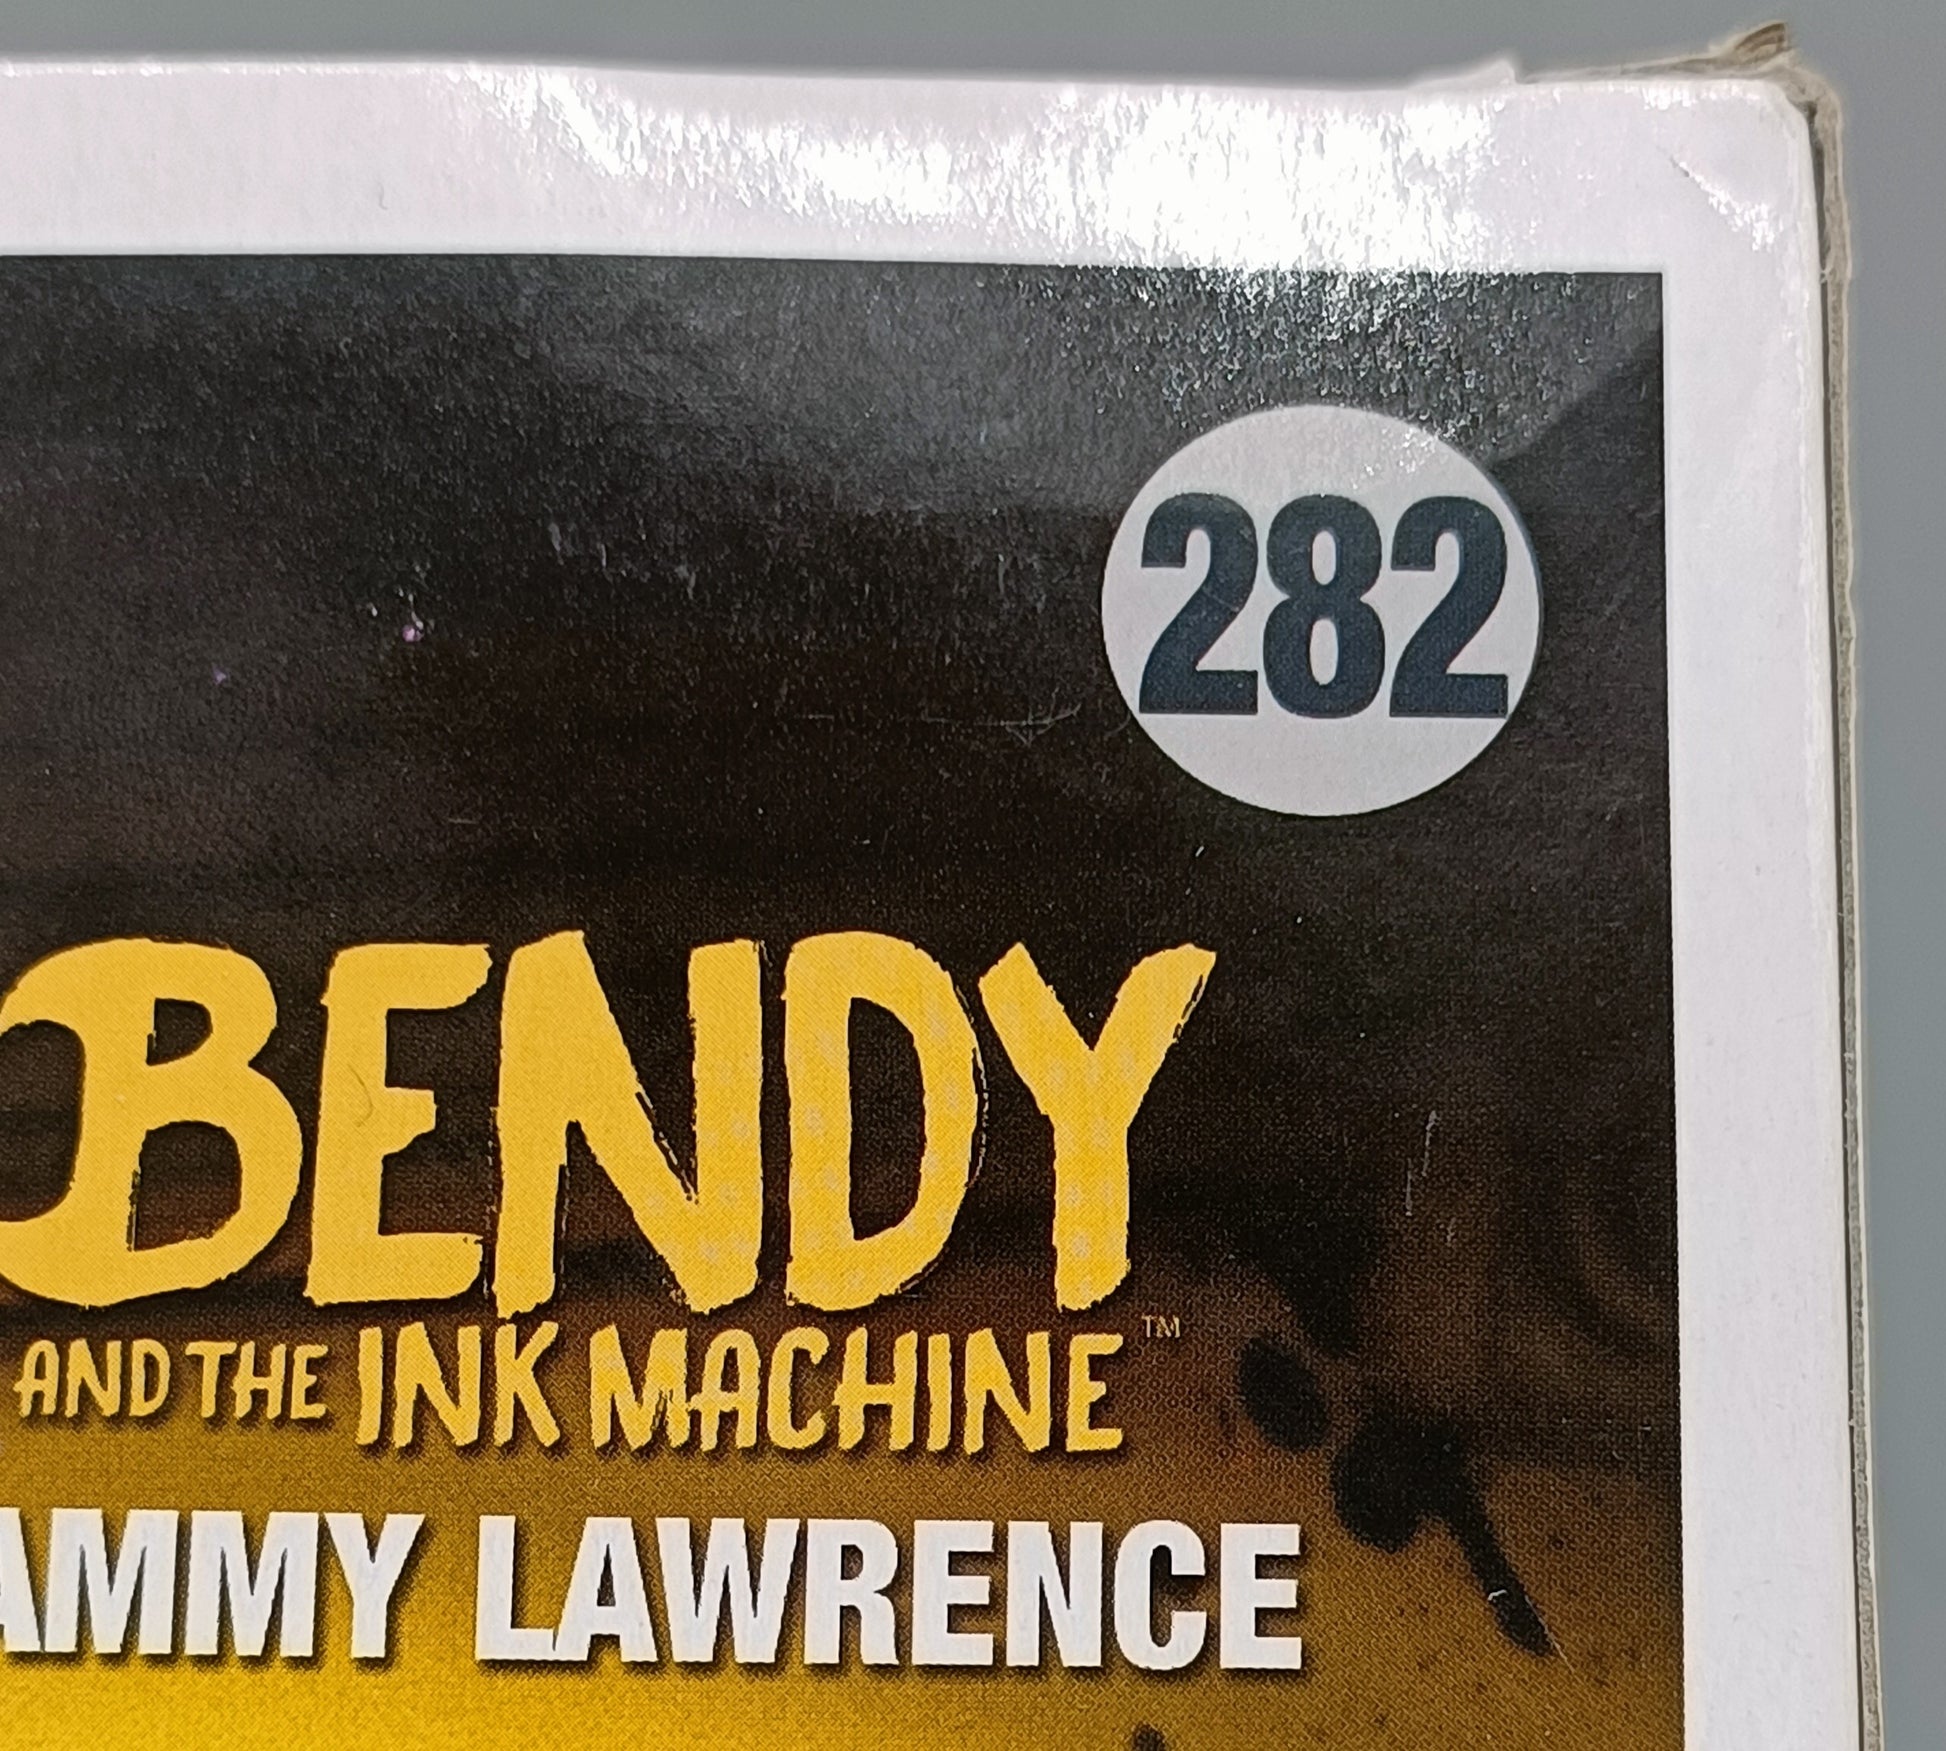 282
BENDY
AND THE INK MACHINE™
AMMY LAWRENCE